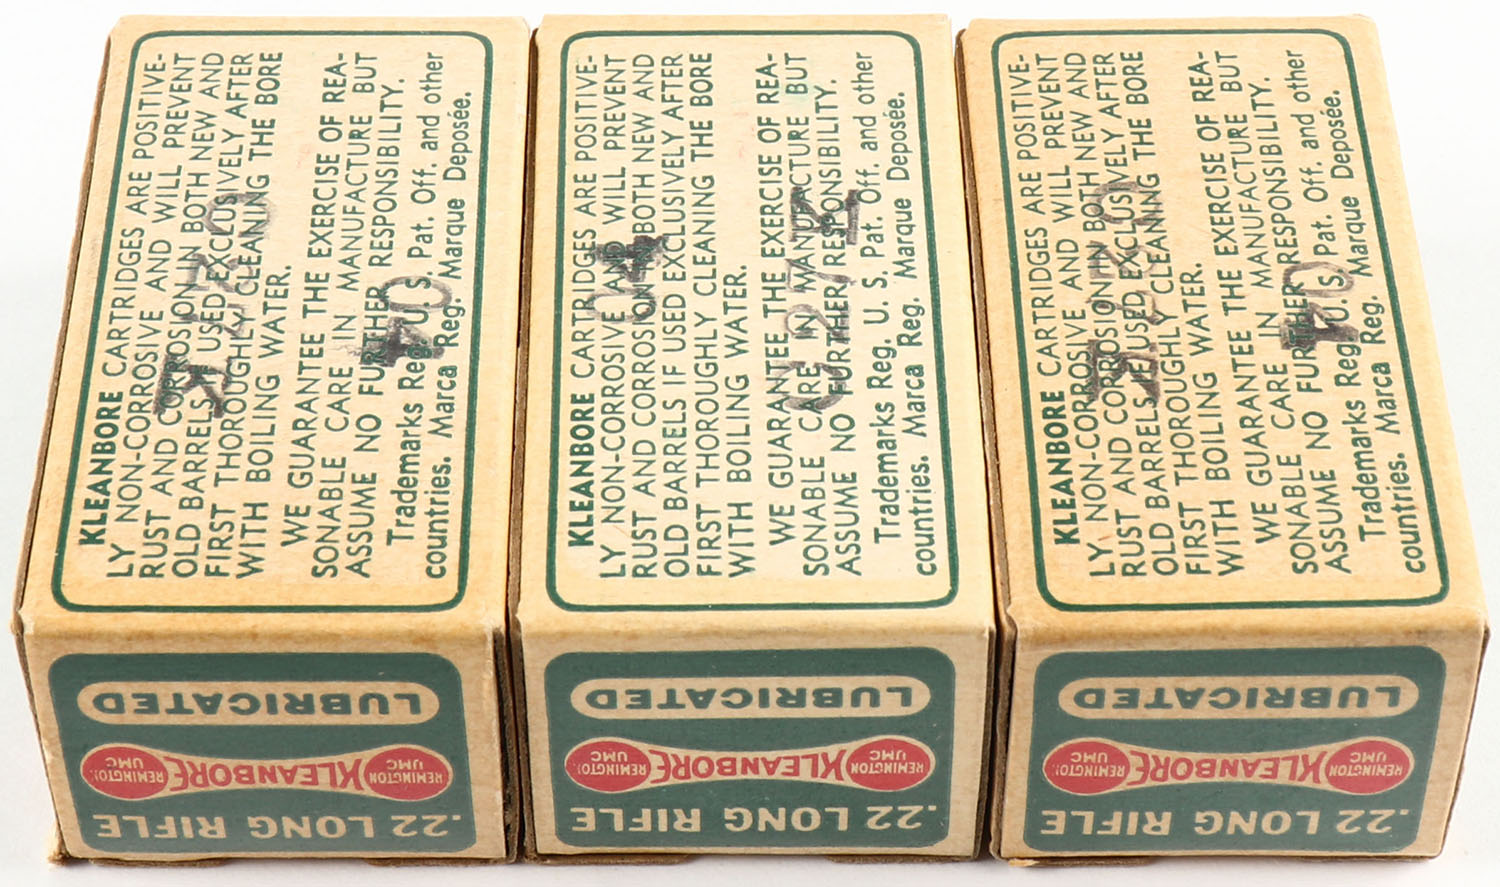 KLEANBORE CARTRIDGES ARE POSITIVE-
LY NON-CORROSIVE AND WILL PREVENT
RUST AND CORROSION IN BOTH NEW AND
OLD BARRELS IF USED EXCLUSIVELY AFTER
FIRST THOROUGHLY CLEANING THE BORE
WITH BOILING WATER.
WE GUARANTEE THE EXERCISE OF REA-
SONABLE CARE IN MANUFACTURE BUT
ASSUME NO FURTHER RESPONSIBILITY.
Trademarks Reg. U. S. Pat. Off. and other
countries. Marca Reg. Marque Deposée.
K
04
.22 LONG RIFLE
REMINGTON UMC KLEANBORE REMINGTON UMC
LUBRICATED
KLEANBORE CARTRIDGES ARE POSITIVE-
LY NON-CORROSIVE AND WILL PREVENT
RUST AND CORROSION IN BOTH NEW AND
OLD BARRELS IF USED EXCLUSIVELY AFTER
FIRST THOROUGHLY CLEANING THE BORE
WITH BOILING WATER.
WE GUARANTEE THE EXERCISE OF REA-
SONABLE CARE IN MANUFACTURE BUT
ASSUME NO FURTHER RESPONSIBILITY.
Trademarks Reg. U. S. Pat. Off. and other
countries. Marca Reg. Marque Deposée.
04
027K
.22 LONG RIFLE
REMINGTON UMC KLEANBORE REMINGTON UMC
LUBRICATED
KLEANBORE CARTRIDGES ARE POSITIVE-
LY NON-CORROSIVE AND WILL PREVENT
RUST AND CORROSION IN BOTH NEW AND
OLD BARRELS IF USED EXCLUSIVELY AFTER
FIRST THOROUGHLY CLEANING THE BORE
WITH BOILING WATER.
WE GUARANTEE THE EXERCISE OF REA-
SONABLE CARE IN MANUFACTURE BUT
ASSUME NO FURTHER RESPONSIBILITY.
Trademarks Reg. U. S. Pat. Off. and other
countries. Marca Reg. Marque Deposée.
04
.22 LONG RIFLE
REMINGTON UMC KLEANBORE REMINGTON UMC
LUBRICATED